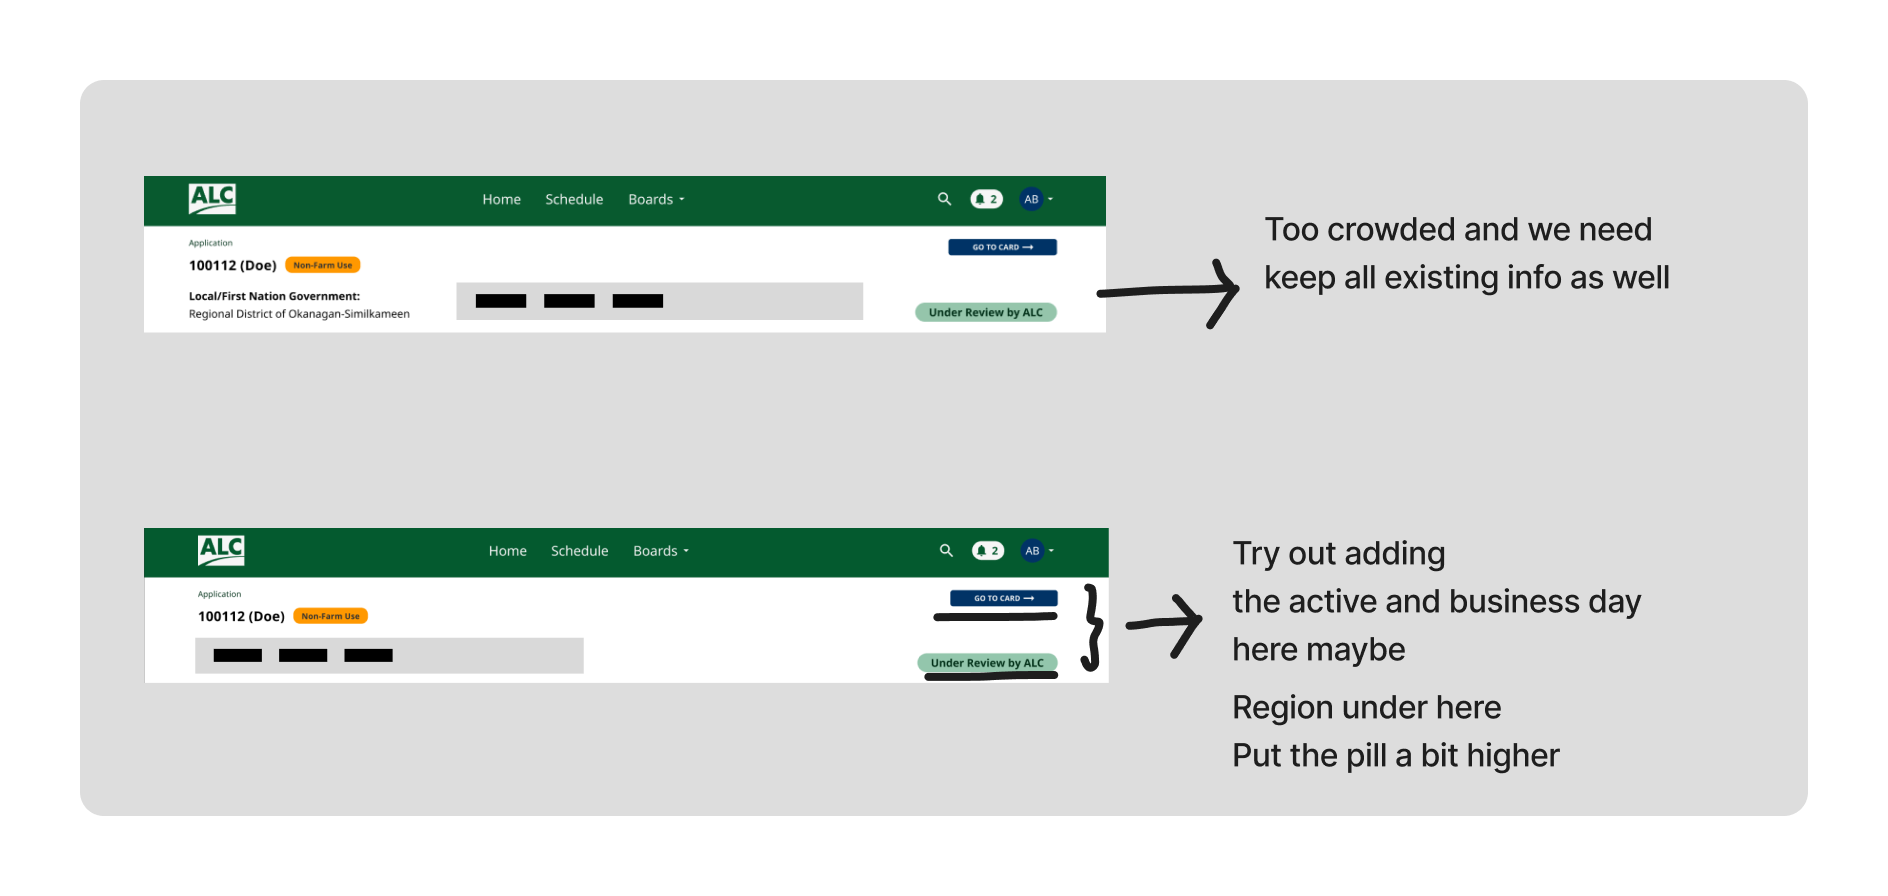 ALC Home Schedule Boards 2 AB
Application
GO TO CARD →
100112 (Doe) Non-Farm Use
Local/First Nation Government:
Regional District of Okanagan-Similkameen
Under Review by ALC
Too crowded and we need
keep all existing info as well
ALC Home Schedule Boards 2 AB
Application
GO TO CARD →
100112 (Doe) Non-Farm Use
Under Review by ALC
Try out adding
the active and business day
here maybe
Region under here
Put the pill a bit higher